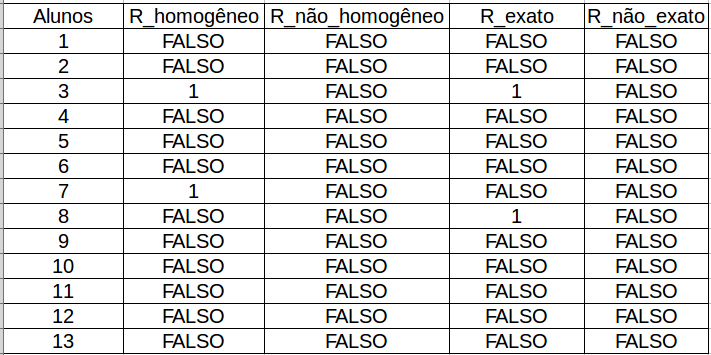 Alunos R_homogêneo R_não_homogêneo R_exato R_não_exato
1 FALSO FALSO FALSO FALSO
2 FALSO FALSO FALSO FALSO
3 1 FALSO 1 FALSO
4 FALSO FALSO FALSO FALSO
5 FALSO FALSO FALSO FALSO
6 FALSO FALSO FALSO FALSO
7 1 FALSO FALSO FALSO
8 FALSO FALSO 1 FALSO
9 FALSO FALSO FALSO FALSO
10 FALSO FALSO FALSO FALSO
11 FALSO FALSO FALSO FALSO
12 FALSO FALSO FALSO FALSO
13 FALSO FALSO FALSO FALSO